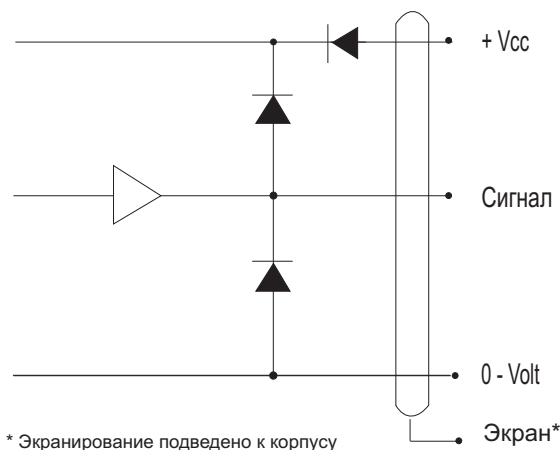 + Vcc
Сигнал
0 - Volt
Экран*
* Экранирование подведено к корпусу